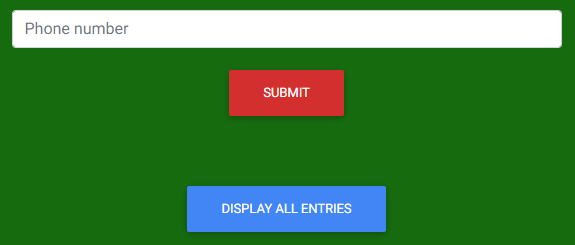 Phone number
SUBMIT
DISPLAY ALL ENTRIES